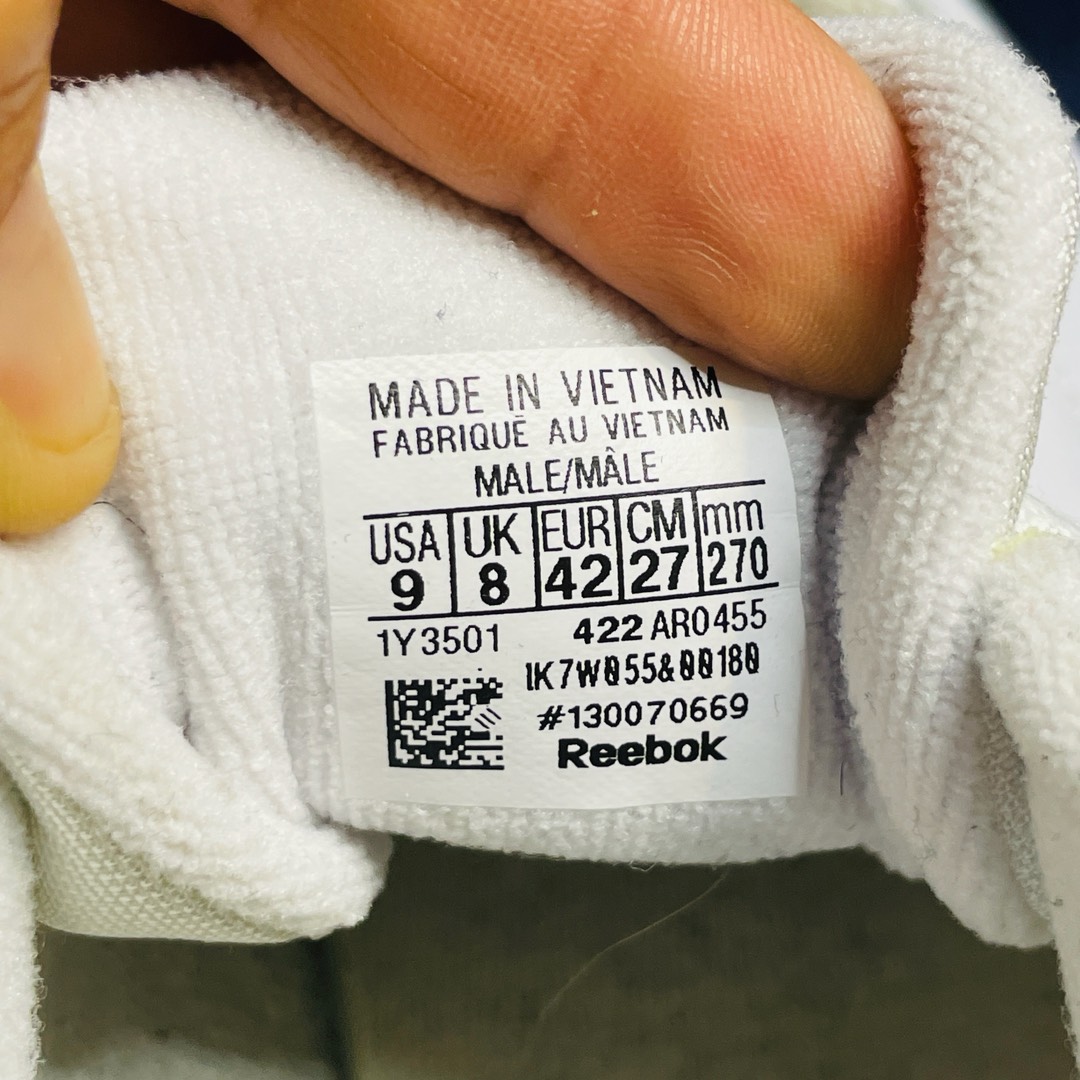 MADE IN VIETNAM
FABRIQUÉ AU VIETNAM
MALE/MÂLE
USA UK EUR CM mm
9 8 42 27 270
1Y3501 422 AR0455
IK7W055&00180
#130070669
Reebok